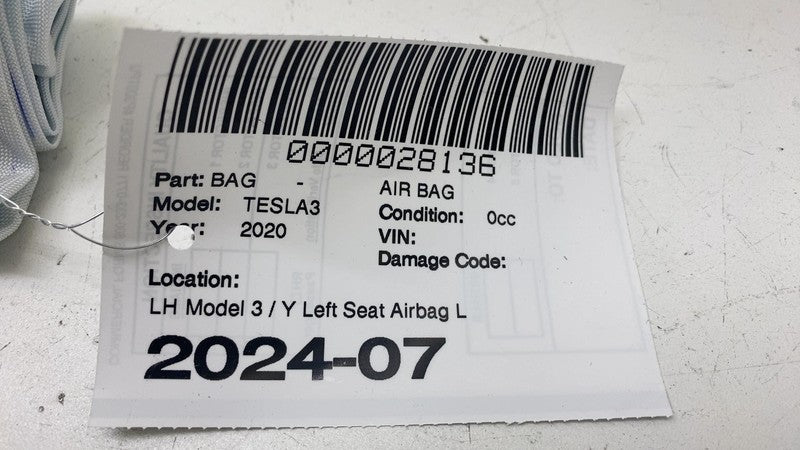 0000028136
Part: BAG - AIR BAG
Model: TESLA3 Condition: 0cc
Year: 2020 VIN:
Damage Code:
Location:
LH Model 3 / Y Left Seat Airbag L
2024-07